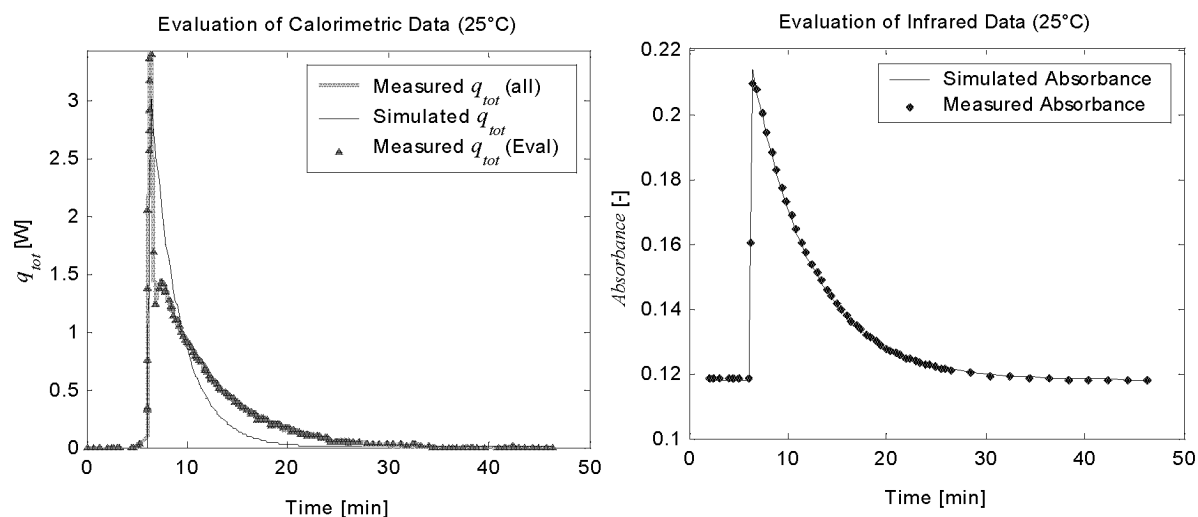 Evaluation of Calorimetric Data (25°C)
Measured q_tot (all)
Simulated q_tot
Measured q_tot (Eval)
q_tot [W]
3
2.5
2
1.5
1
0.5
0
0 10 20 30 40 50
Time [min]
Evaluation of Infrared Data (25°C)
Simulated Absorbance
Measured Absorbance
Absorbance [-]
0.22
0.2
0.18
0.16
0.14
0.12
0.1
0 10 20 30 40 50
Time [min]